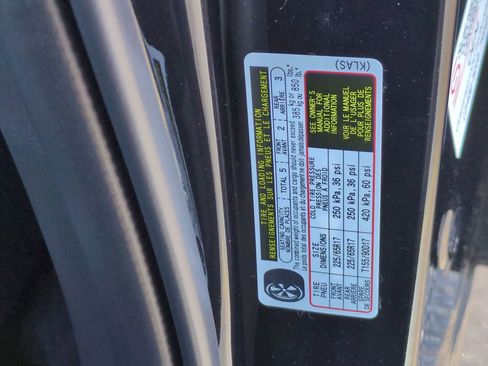 TIRE AND LOADING INFORMATION
RENSEIGNEMENTS SUR LES PNEUS ET LE CHARGEMENT
SEATING CAPACITY TOTAL 5 FRONT 2 REAR 3
NOMBRE DE PLACES AVANT ARRIÈRE
The combined weight of occupants and cargo should never exceed 385 kg or 850 lbs.
Le poids total des occupants et du chargement ne doit jamais dépasser 385 kg ou 850 lbs.
TIRE SIZE COLD TIRE PRESSURE SEE OWNER'S
PNEU DIMENSIONS PRESSION DES MANUAL FOR
PNEUS À FROID ADDITIONAL
INFORMATION
FRONT 225/65R17 250 kPa, 36 psi
AVANT
REAR 225/65R17 250 kPa, 36 psi VOIR LE MANUEL
ARRIÈRE DE L'USAGER
SPARE T155/90D17 420 kPa, 60 psi POUR PLUS DE
DE SECOURS RENSEIGNEMENTS
(KLAS)